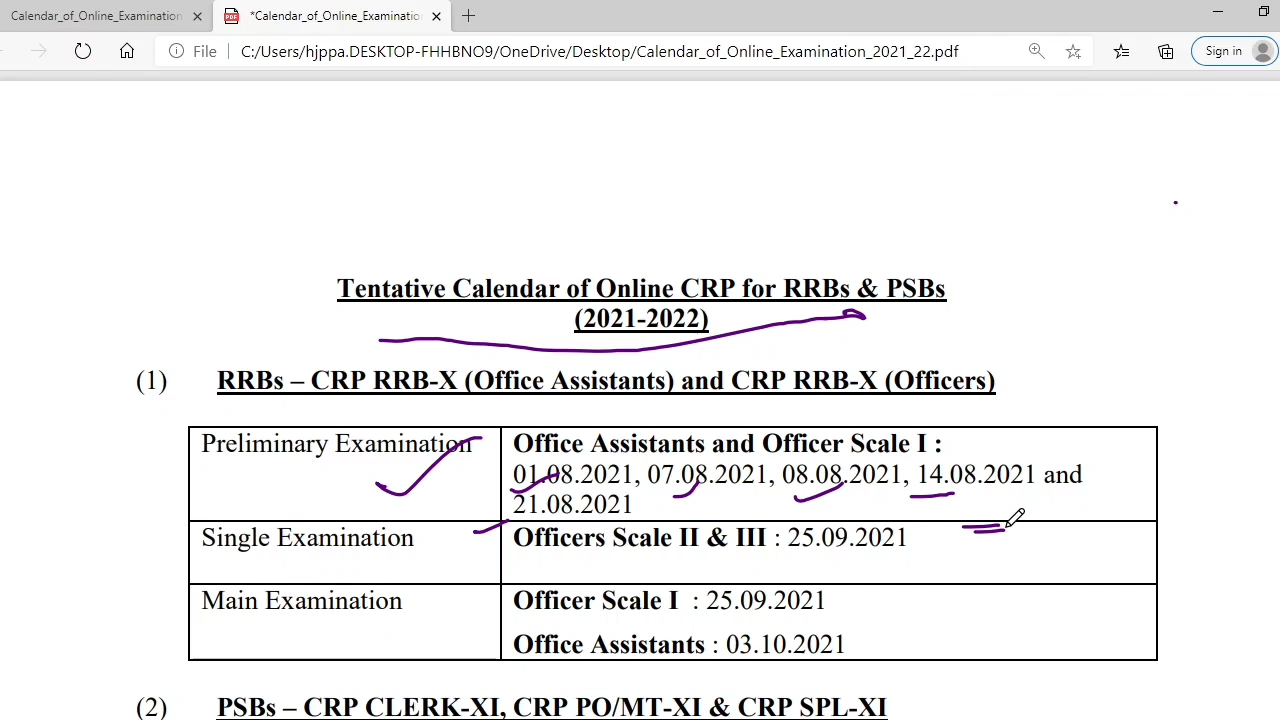 Calendar_of_Online_Examination
*Calendar_of_Online_Examination
File C:/Users/hjppa.DESKTOP-FHHBNO9/OneDrive/Desktop/Calendar_of_Online_Examination_2021_22.pdf Sign in
Tentative Calendar of Online CRP for RRBs & PSBs
(2021-2022)
(1) RRBs – CRP RRB-X (Office Assistants) and CRP RRB-X (Officers)
Preliminary Examination
Office Assistants and Officer Scale I :
01.08.2021, 07.08.2021, 08.08.2021, 14.08.2021 and
21.08.2021
Single Examination Officers Scale II & III : 25.09.2021
Main Examination Officer Scale I : 25.09.2021
Office Assistants : 03.10.2021
(2) PSBs – CRP CLERK-XI, CRP PO/MT-XI & CRP SPL-XI